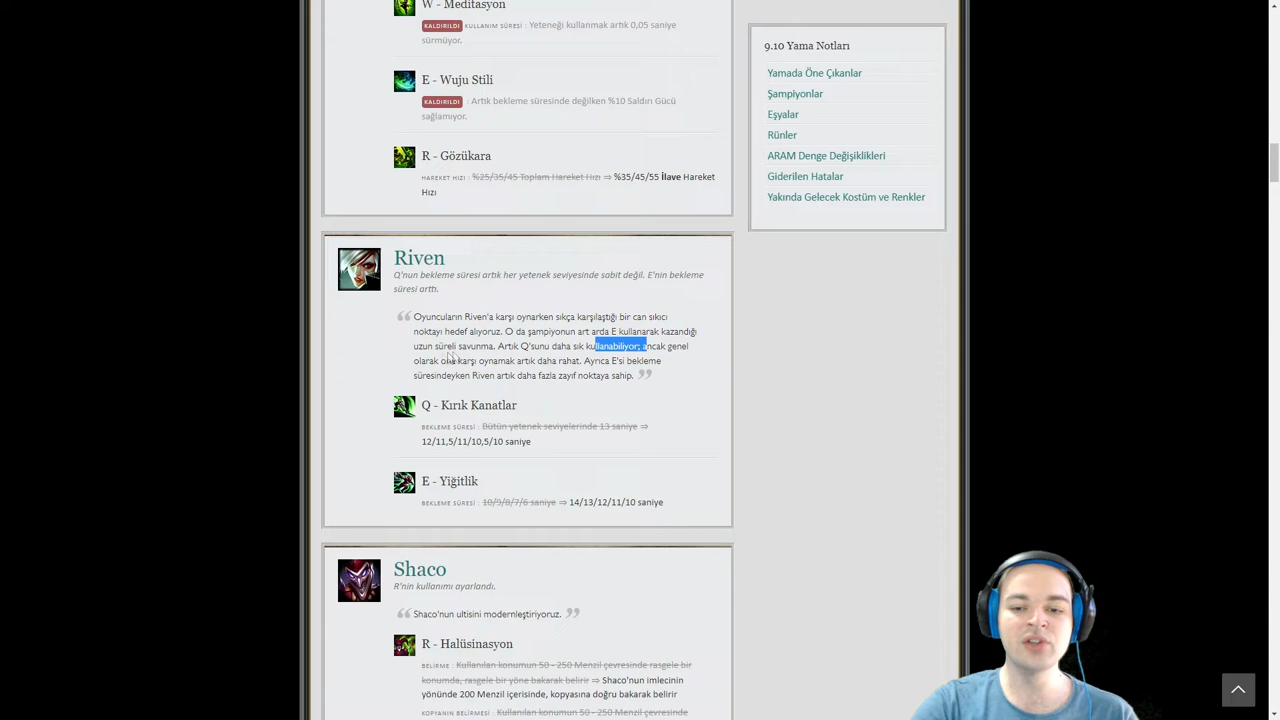 W - Meditasyon
KALDIRILDI KULLANIM SÜRESİ : Yeteneği kullanmak artık 0,05 saniye
sürmüyor.
E - Wuju Stili
KALDIRILDI : Artık bekleme süresinde değilken %10 Saldırı Gücü
sağlamıyor.
R - Gözükara
HAREKET HIZI : %25/35/45 Toplam Hareket Hızı ⇒ %35/45/55 İlave Hareket
Hızı
Riven
Q'nun bekleme süresi artık her yetenek seviyesinde sabit değil. E'nin bekleme
süresi arttı.
Oyuncuların Riven'a karşı oynarken sıkça karşılaştığı bir can sıkıcı
noktayı hedef alıyoruz. O da şampiyonun art arda E kullanarak kazandığı
uzun süreli savunma. Artık Q'sunu daha sık kullanabiliyor; ancak genel
olarak ona karşı oynamak artık daha rahat. Ayrıca E'si bekleme
süresindeyken Riven artık daha fazla zayıf noktaya sahip.
Q - Kırık Kanatlar
BEKLEME SÜRESİ : Bütün yetenek seviyelerinde 13 saniye ⇒
12/11,5/11/10,5/10 saniye
E - Yiğitlik
BEKLEME SÜRESİ : 10/9/8/7/6 saniye ⇒ 14/13/12/11/10 saniye
Shaco
R'nin kullanımı ayarlandı.
Shaco'nun ultisini modernleştiriyoruz.
R - Halüsinasyon
BELİRME : Kullanılan konumun 50 - 250 Menzil çevresinde rasgele bir
konumda, rasgele bir yöne bakarak belirir ⇒ Shaco'nun imlecinin
yönünde 200 Menzil içerisinde, kopyasına doğru bakarak belirir
KOPYANIN BELİRMESİ : Kullanılan konumun 50 - 250 Menzil çevresinde
9.10 Yama Notları
Yamada Öne Çıkanlar
Şampiyonlar
Eşyalar
Rünler
ARAM Denge Değişiklikleri
Giderilen Hatalar
Yakında Gelecek Kostüm ve Renkler